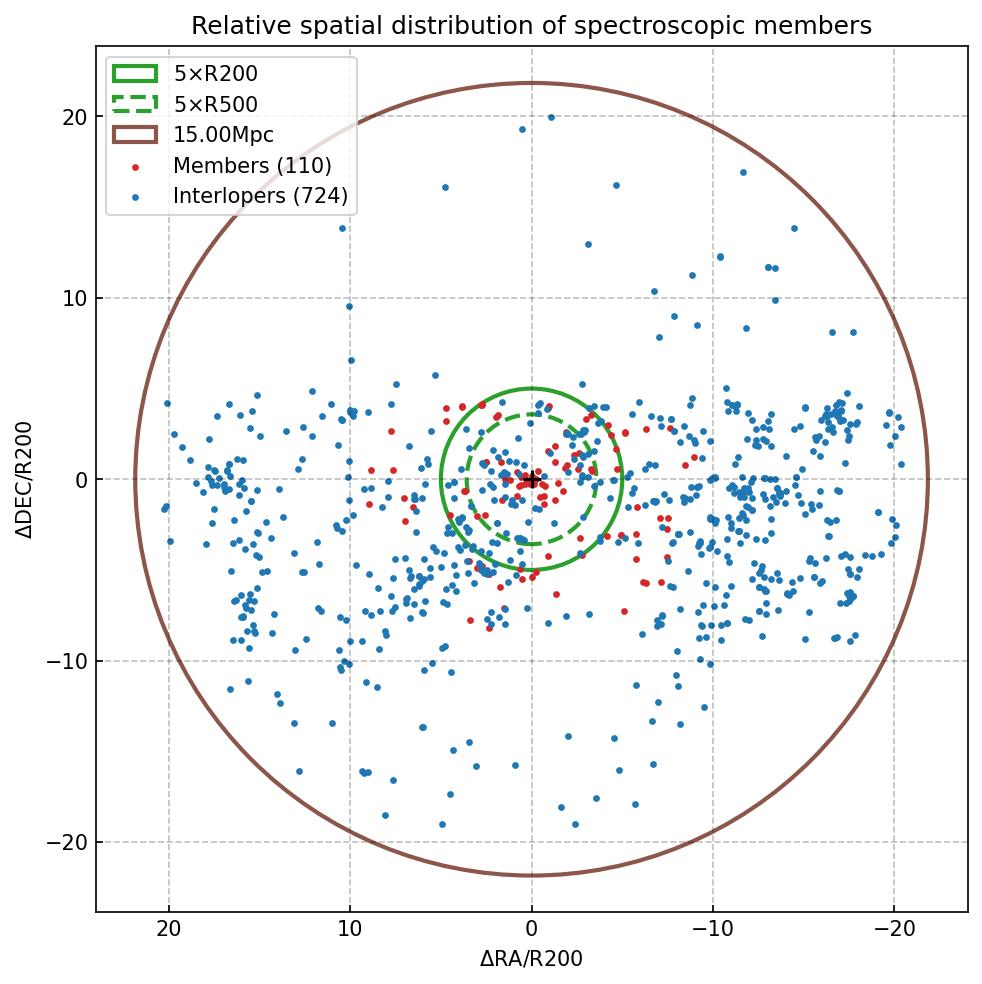 Relative spatial distribution of spectroscopic members
5×R200
5×R500
15.00Mpc
Members (110)
Interlopers (724)
20
10
0
−10
−20
ΔDEC/R200
20
10
0
−10
−20
ΔRA/R200